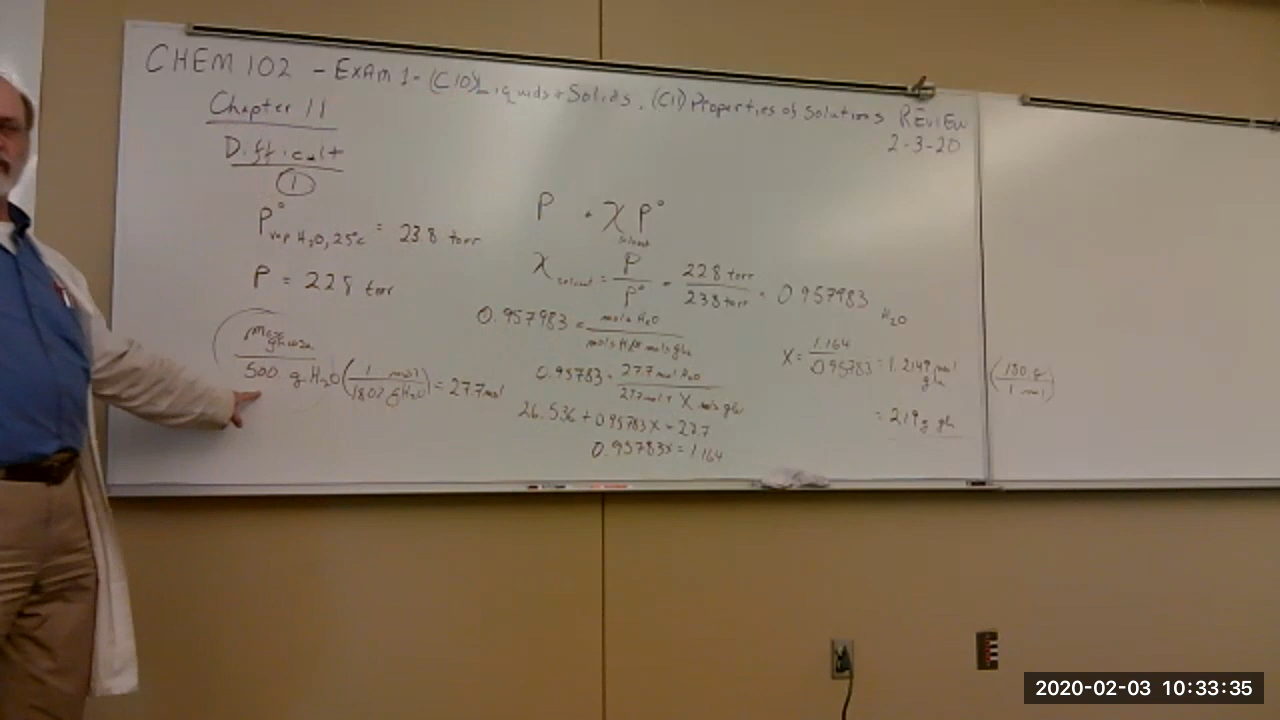 CHEM 102 - EXAM 1 - (C10) Liquids + Solids, (C11) Properties of Solutions REVIEW
2-3-20
Chapter 11
Difficult
1
P° vap H₂O, 25°C = 23.8 torr
P = 22.8 torr
500 g H₂O (1 mol / 18.02 g H₂O) = 27.7 mol
P = χ solvent P°
χ solvent = P / P° = 22.8 torr / 23.8 torr = 0.957983
H₂O
0.957983 = mols H₂O / mols H₂O + mols glu
0.95783 = 27.7 mol H₂O / 27.7 mol + X mols glu
26.536 + 0.95783X = 27.7
0.95783x = 1.164
X = 1.164 / 0.95783 = 1.2149 mol glu (180 g / 1 mol)
= 219 g glu
2020-02-03 10:33:35